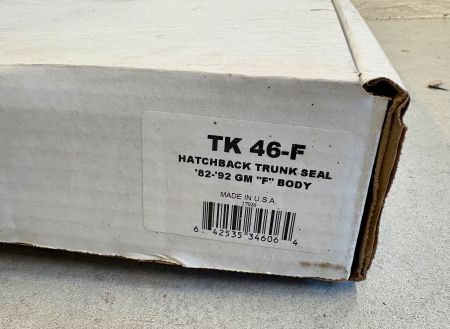 TK 46-F
HATCHBACK TRUNK SEAL
'82-'92 GM "F" BODY
MADE IN U.S.A.
6 42535 34606 4